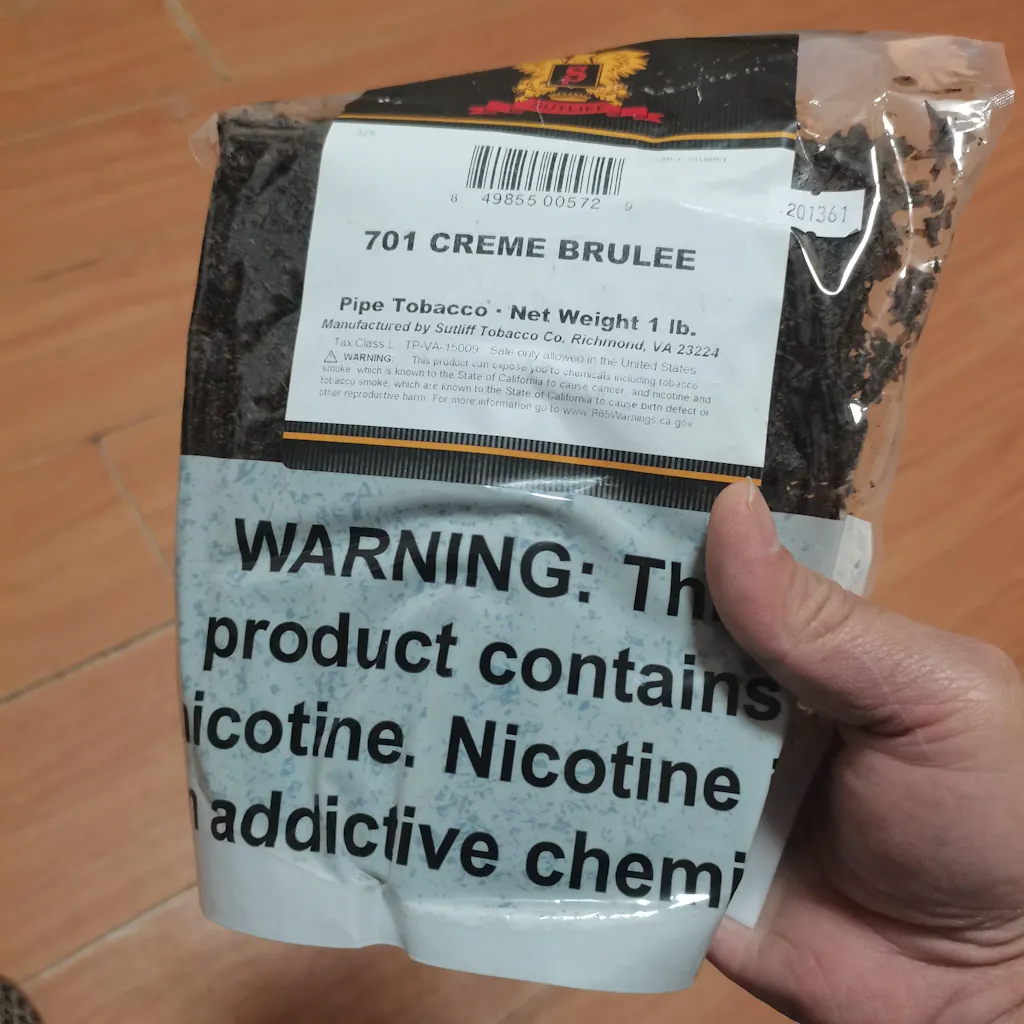 S
SUTLIFF
8 49855 00572 9
201361
701 CREME BRULEE
Pipe Tobacco · Net Weight 1 lb.
Manufactured by Sutliff Tobacco Co. Richmond, VA 23224
Tax Class L · TP-VA-15009 Sale only allowed in the United States.
WARNING: This product can expose you to chemicals including tobacco
smoke, which is known to the State of California to cause cancer, and nicotine and
tobacco smoke, which are known to the State of California to cause birth defect or
other reproductive harm. For more information go to www.P65Warnings.ca.gov
WARNING: Th
product contains
icotine. Nicotine
addictive chemi